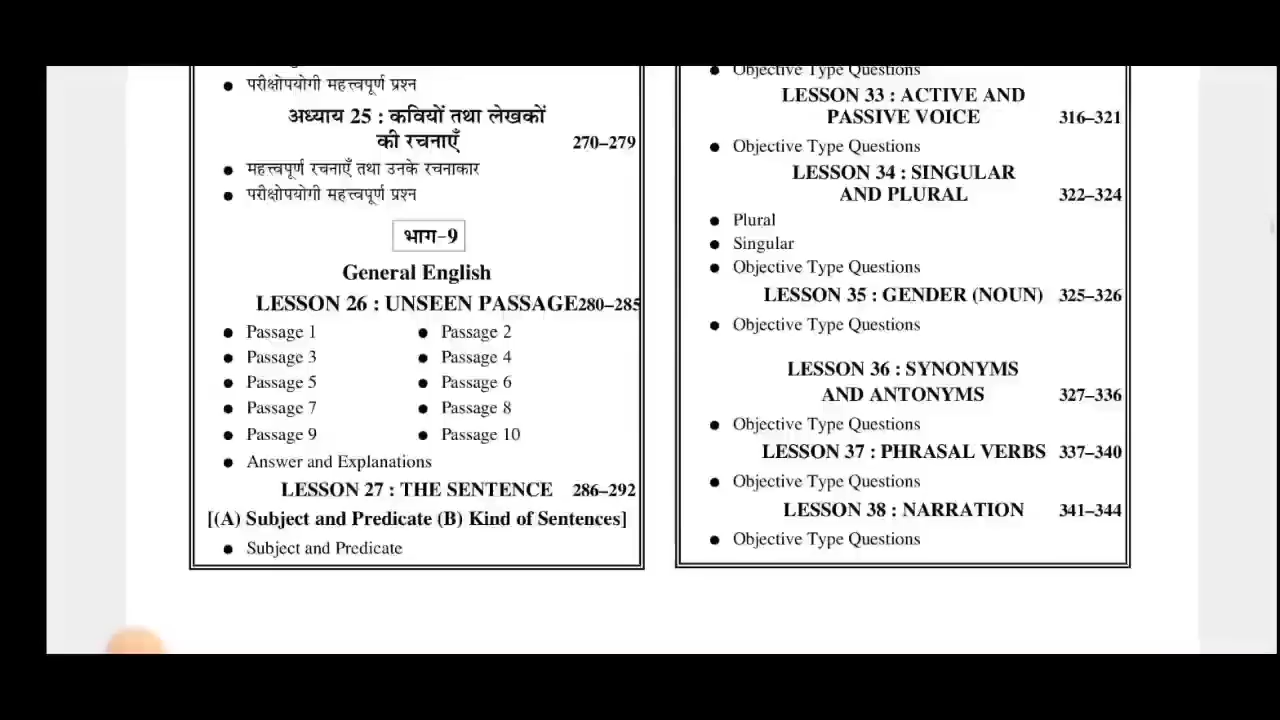 • परीक्षोपयोगी महत्त्वपूर्ण प्रश्न
अध्याय 25 : कवियों तथा लेखकों
की रचनाएँ 270–279
• महत्त्वपूर्ण रचनाएँ तथा उनके रचनाकार
• परीक्षोपयोगी महत्त्वपूर्ण प्रश्न
भाग-9
General English
LESSON 26 : UNSEEN PASSAGE280–285
• Passage 1 • Passage 2
• Passage 3 • Passage 4
• Passage 5 • Passage 6
• Passage 7 • Passage 8
• Passage 9 • Passage 10
• Answer and Explanations
LESSON 27 : THE SENTENCE 286–292
[(A) Subject and Predicate (B) Kind of Sentences]
• Subject and Predicate
• Objective Type Questions
LESSON 33 : ACTIVE AND
PASSIVE VOICE 316–321
• Objective Type Questions
LESSON 34 : SINGULAR
AND PLURAL 322–324
• Plural
• Singular
• Objective Type Questions
LESSON 35 : GENDER (NOUN) 325–326
• Objective Type Questions
LESSON 36 : SYNONYMS
AND ANTONYMS 327–336
• Objective Type Questions
LESSON 37 : PHRASAL VERBS 337–340
• Objective Type Questions
LESSON 38 : NARRATION 341–344
• Objective Type Questions